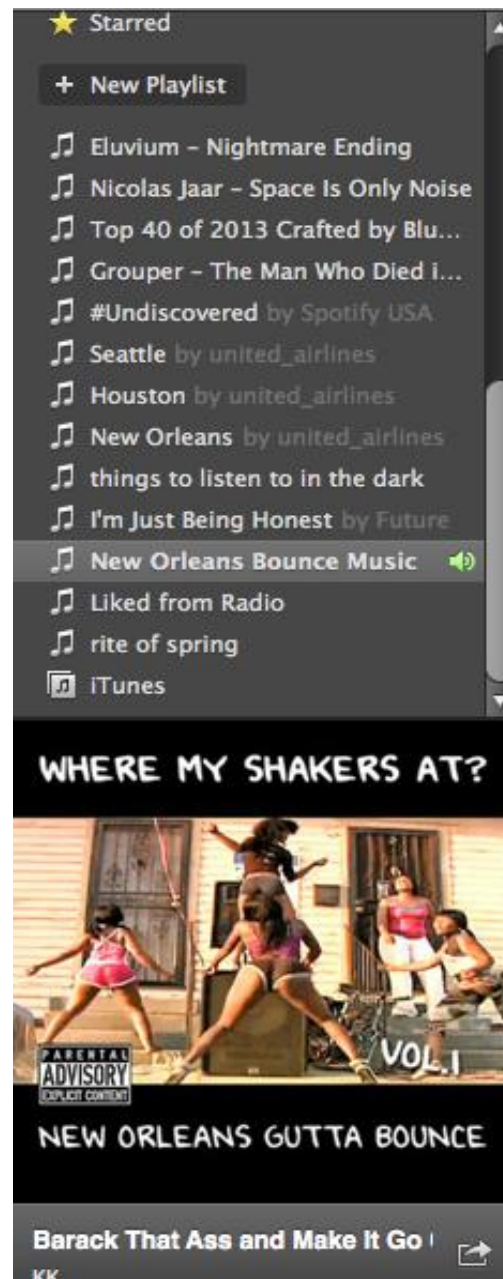 Starred
+ New Playlist
Eluvium – Nightmare Ending
Nicolas Jaar – Space Is Only Noise
Top 40 of 2013 Crafted by Blu...
Grouper – The Man Who Died i...
#Undiscovered by Spotify USA
Seattle by united_airlines
Houston by united_airlines
New Orleans by united_airlines
things to listen to in the dark
I'm Just Being Honest by Future
New Orleans Bounce Music
Liked from Radio
rite of spring
iTunes
WHERE MY SHAKERS AT?
VOL.1
PARENTAL
ADVISORY
EXPLICIT CONTENT
NEW ORLEANS GUTTA BOUNCE
Barack That Ass and Make It Go
KK